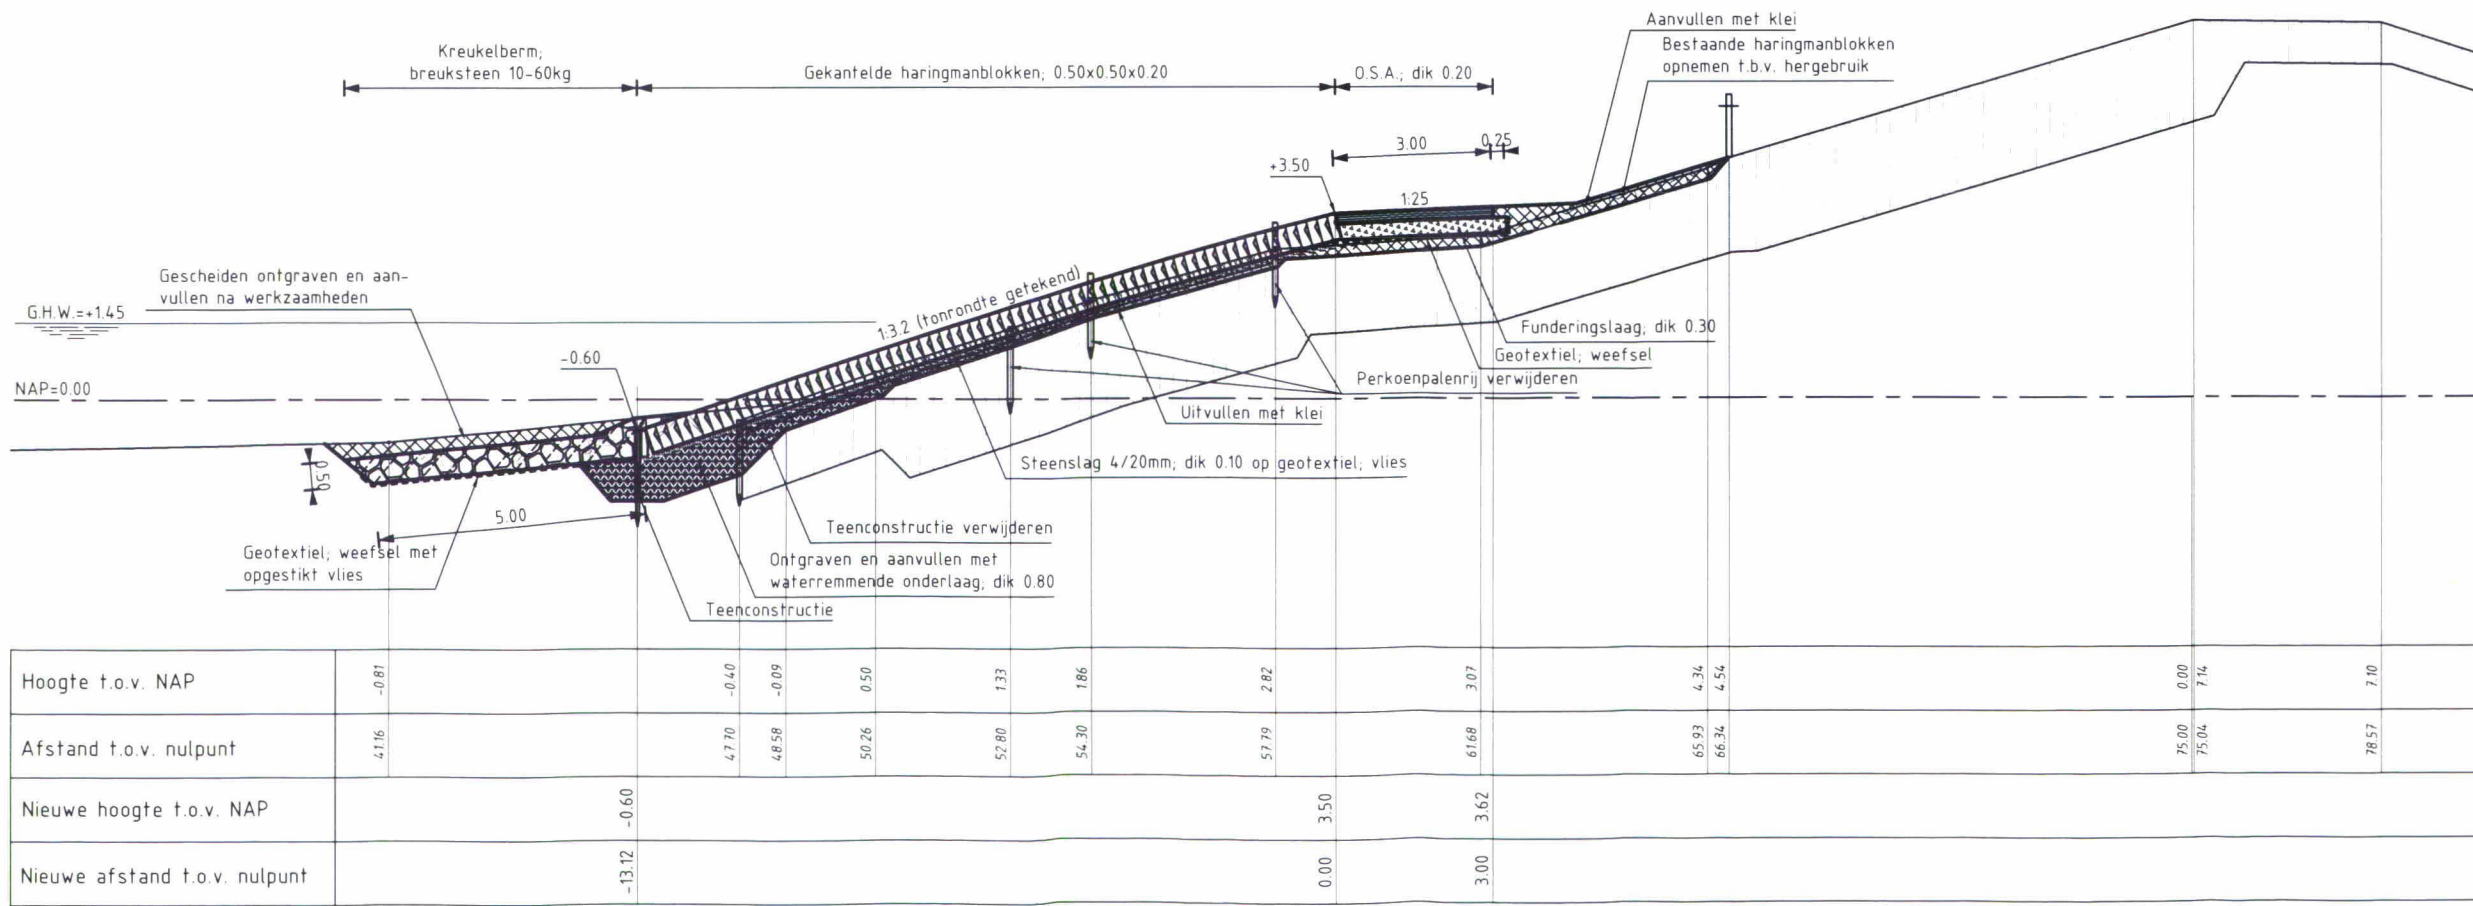 Kreukelberm;
breuksteen 10-60kg
Gekantelde haringmanblokken; 0.50x0.50x0.20
O.S.A.; dik 0.20
Aanvullen met klei
Bestaande haringmanblokken
opnemen t.b.v. hergebruik
3.00
0.25
+3.50
1:25
Gescheiden ontgraven en aan-
vullen na werkzaamheden
G.H.W.=+1.45
1:3.2 (tonrondte getekend)
-0.60
Funderingslaag; dik 0.30
Geotextiel; weefsel
Perkoenpalenrij verwijderen
NAP=0.00
Uitvullen met klei
Steenslag 4/20mm; dik 0.10 op geotextiel; vlies
0.50
5.00
Teenconstructie verwijderen
Geotextiel; weefsel met
opgestikt vlies
Ontgraven en aanvullen met
waterremmende onderlaag; dik 0.80
Teenconstructie
Hoogte t.o.v. NAP -0.81 -0.40 -0.09 0.50 1.33 1.86 2.82 3.07 4.34 4.54 0.00 7.14 7.10
Afstand t.o.v. nulpunt 41.16 47.70 48.58 50.26 52.80 54.30 57.79 61.68 65.93 66.34 75.00 75.04 78.57
Nieuwe hoogte t.o.v. NAP -0.60 3.50 3.62
Nieuwe afstand t.o.v. nulpunt -13.12 0.00 3.00